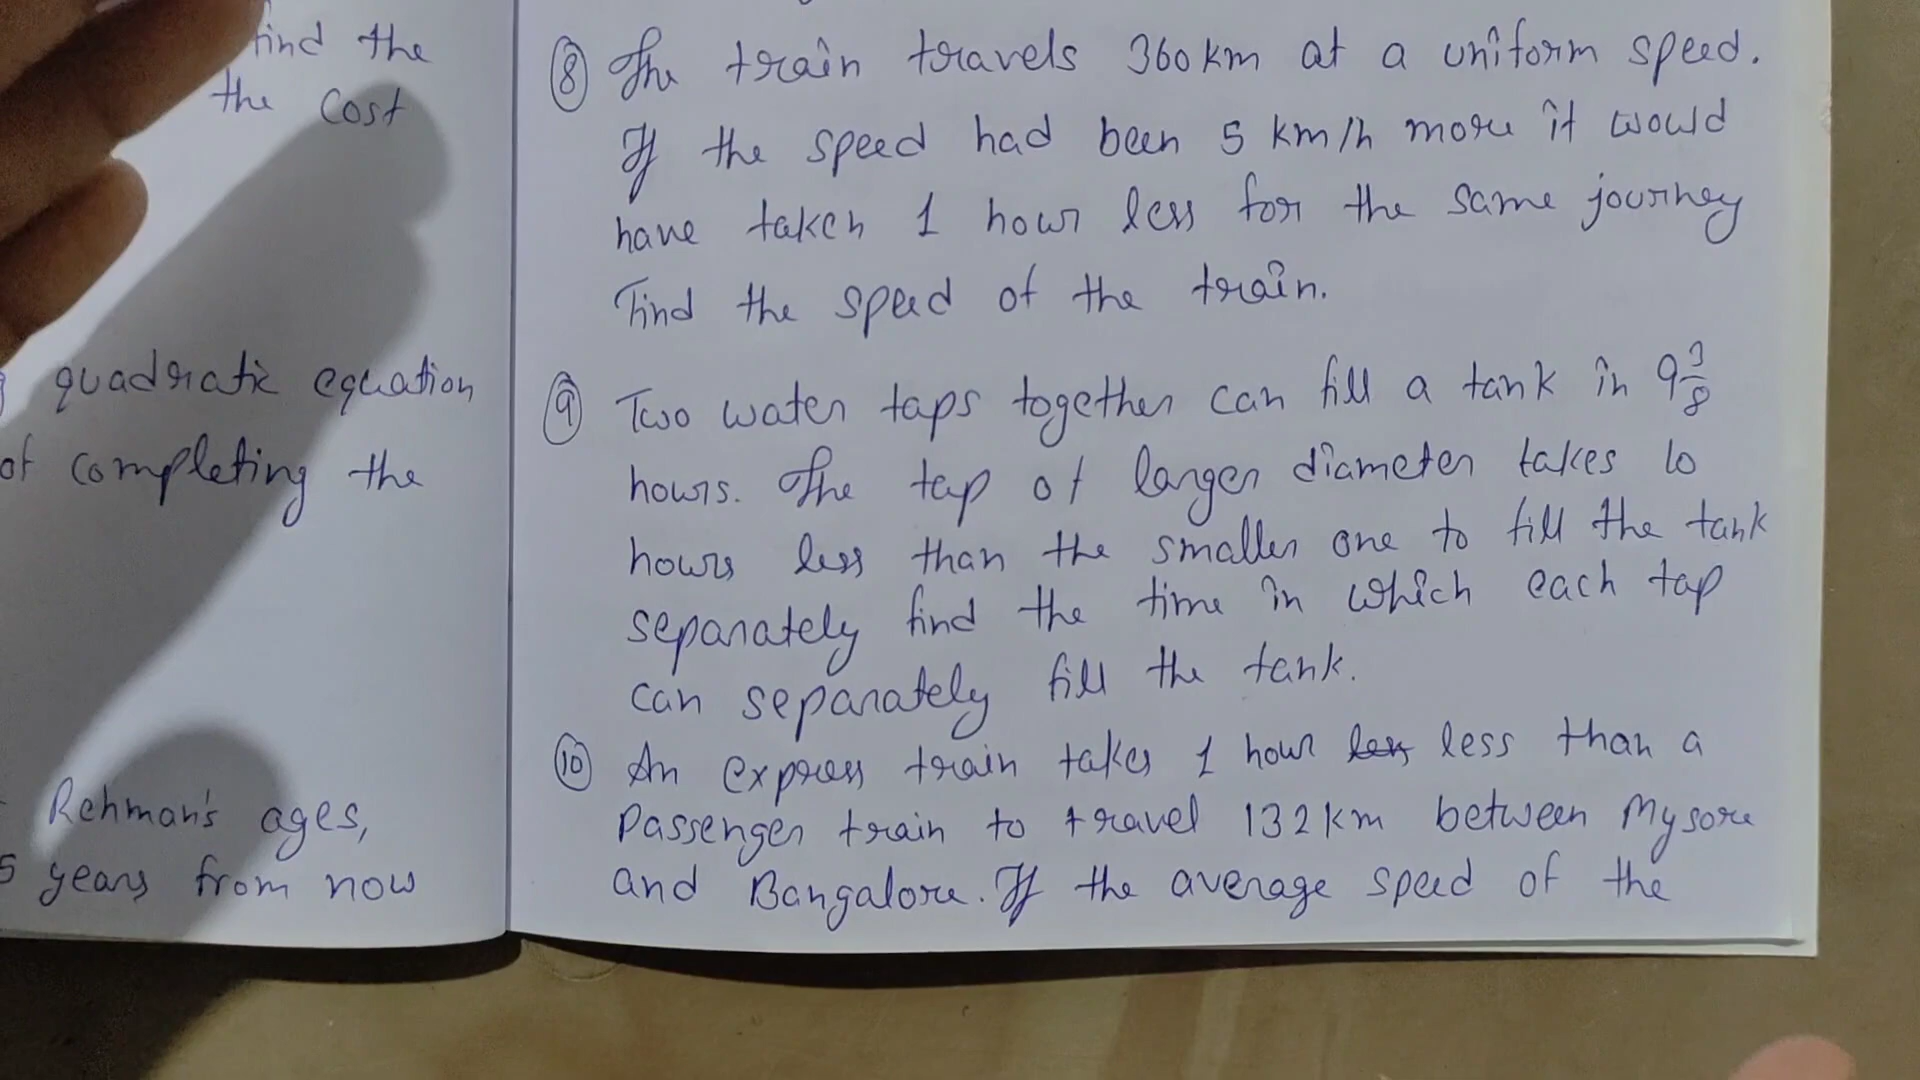 find the
the cost
quadratic equation
of completing the
Rehman's ages,
5 years from now
⑧ The train travels 360 km at a uniform speed.
If the speed had been 5 km/h more it would
have taken 1 hour less for the same journey
Find the speed of the train.
⑨ Two water taps together can fill a tank in 9 3/8
hours. The tap of larger diameter takes 10
hours less than the smaller one to fill the tank
separately find the time in which each tap
can separately fill the tank.
⑩ An express train takes 1 hour less than a
Passenger train to travel 132 km between Mysore
and Bangalore. If the average speed of the